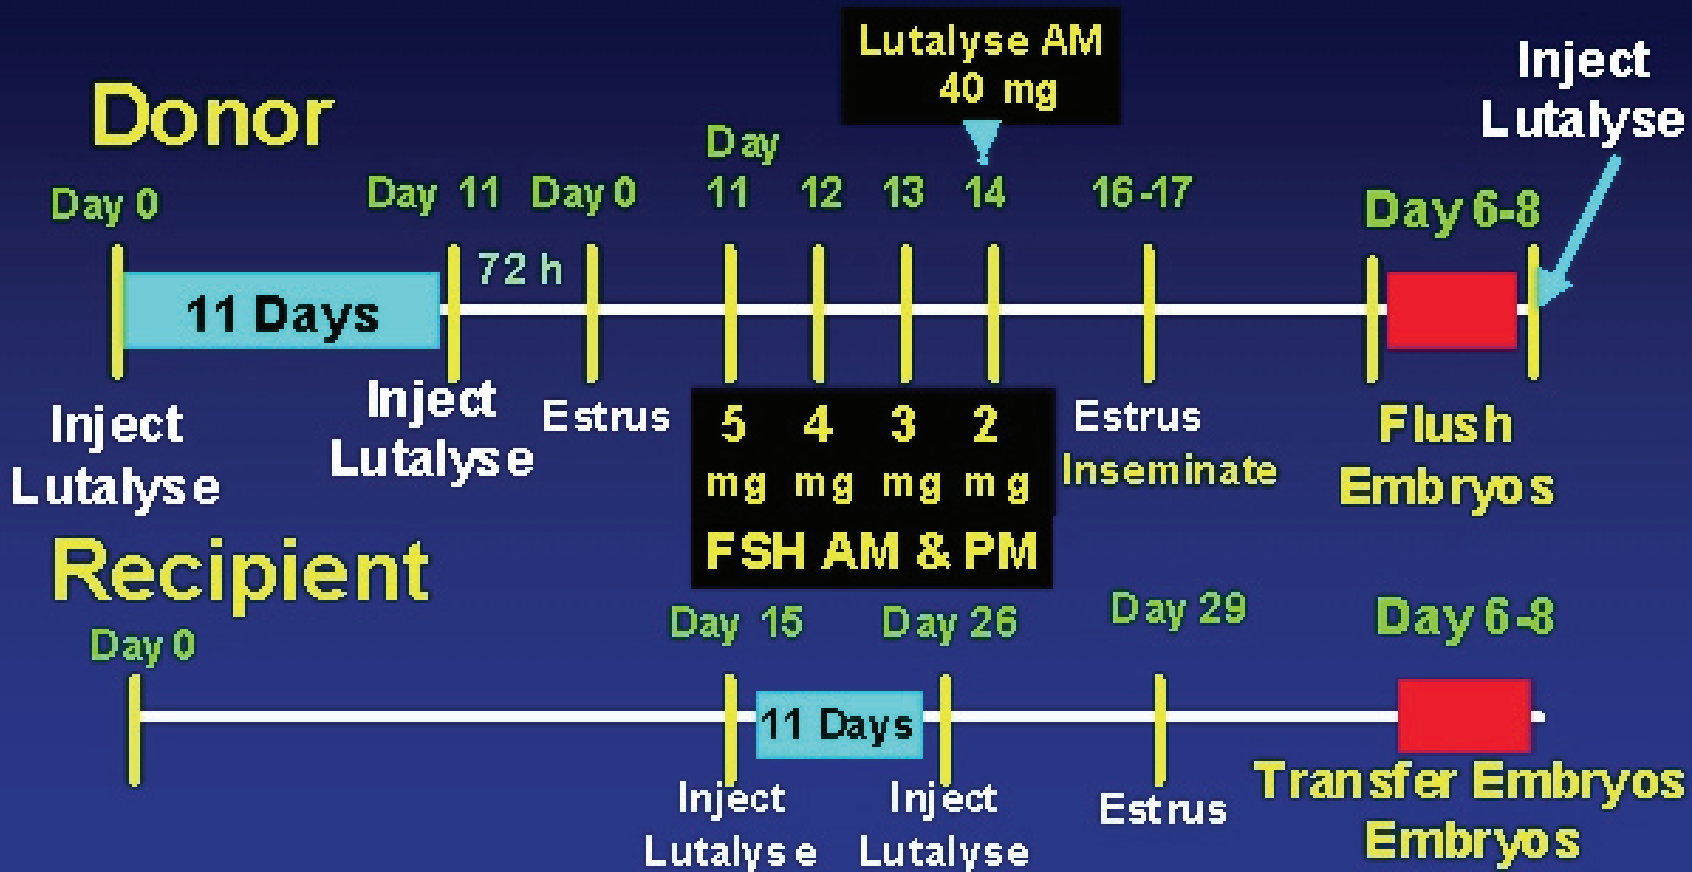 Lutalyse AM
40 mg
Inject
Lutalyse
Donor
Day
Day 0
Day 11
Day 0
11
12
13
14
16-17
Day 6-8
72 h
11 Days
Inject
Lutalyse
Inject
Lutalyse
Estrus
5
4
3
2
mg
mg
mg
mg
FSH AM & PM
Estrus
Inseminate
Flush
Embryos
Recipient
Day 0
Day 15
Day 26
Day 29
Day 6-8
11 Days
Inject
Lutalyse
Inject
Lutalyse
Estrus
Transfer Embryos
Embryos